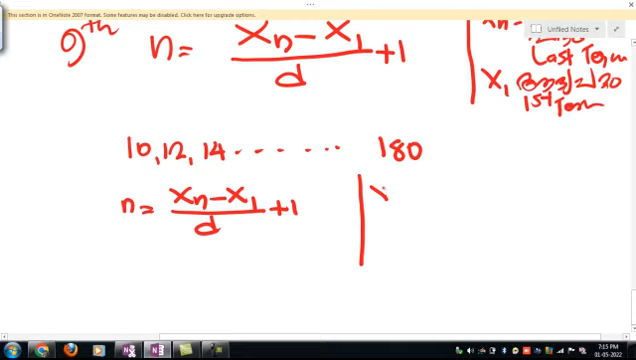 This section is in OneNote 2007 format. Some features may be disabled. Click here for upgrade options.
Unfiled Notes
9th n = (Xn - X1)/d + 1
Xn -
Last Term
X1
1st Term
10, 12, 14 ......... 180
n = (Xn - X1)/d + 1
7:15 PM
01-05-2022